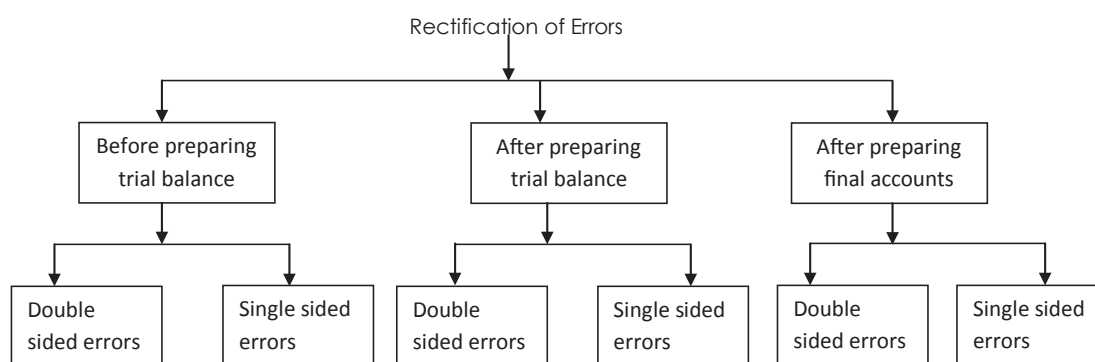 Rectification of Errors
Before preparing
trial balance
After preparing
trial balance
After preparing
final accounts
Double
sided errors
Single sided
errors
Double
sided errors
Single sided
errors
Double
sided errors
Single sided
errors